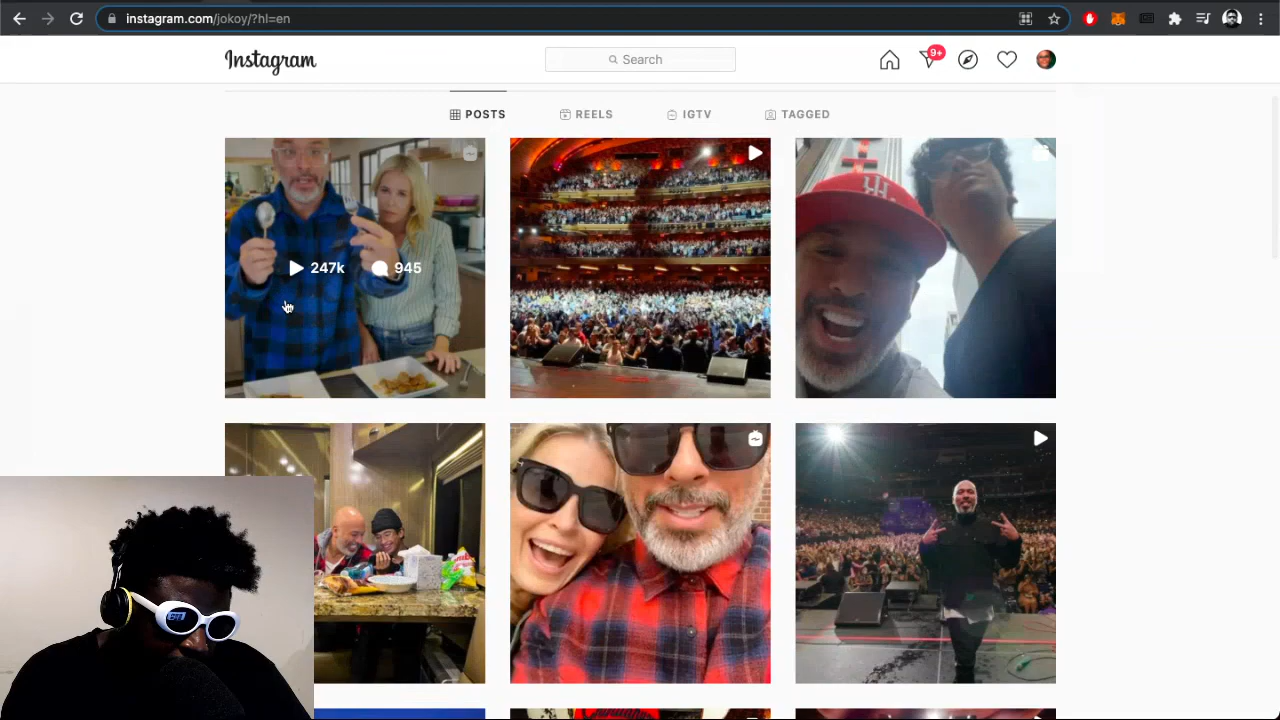 instagram.com/jokoy/?hl=en
Instagram
Search
9+
POSTS
REELS
IGTV
TAGGED
247k
945